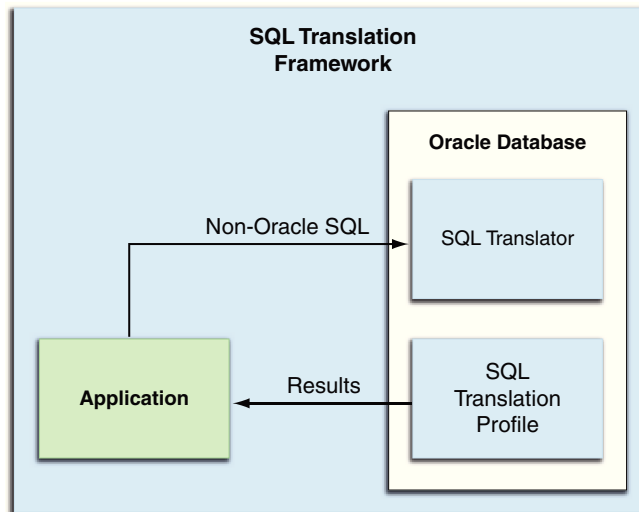 SQL Translation
Framework
Oracle Database
Non-Oracle SQL
SQL Translator
Application
Results
SQL
Translation
Profile